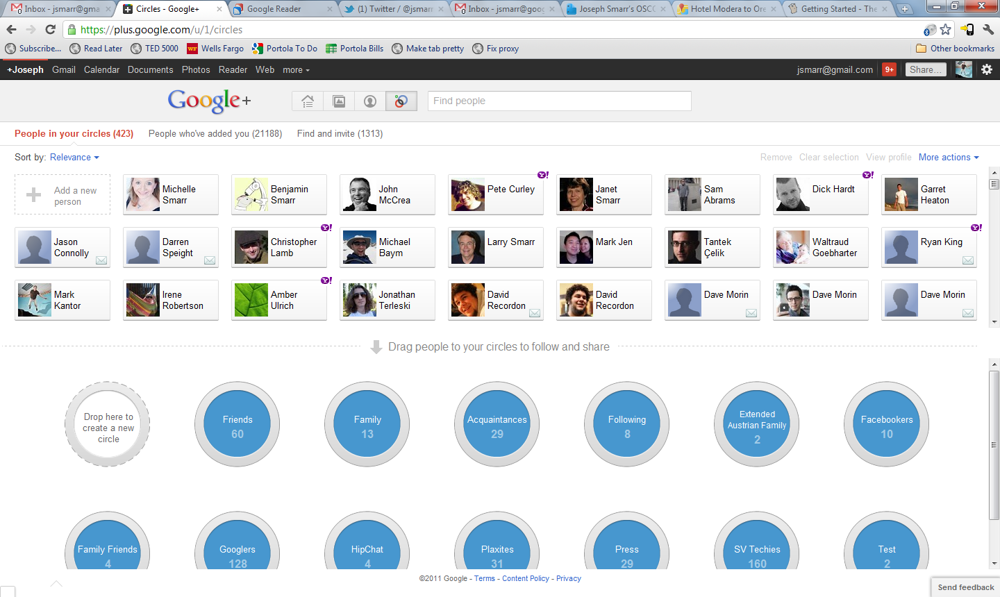 Inbox - jsmarr@gma
Circles - Google+
Google Reader
(1) Twitter / @jsmarr
Inbox - jsmarr@goog
Joseph Smarr's OSCO
Hotel Modera to Ore
Getting Started - The
https://plus.google.com/u/1/circles
Subscribe... Read Later TED 5000 Wells Fargo Portola To Do Portola Bills Make tab pretty Fix proxy Other bookmarks
+Joseph Gmail Calendar Documents Photos Reader Web more jsmarr@gmail.com 9+ Share...
Google+ Find people
People in your circles (423) People who've added you (21188) Find and invite (1313)
Sort by: Relevance Remove Clear selection View profile More actions
Add a new
person
Michelle
Smarr
Benjamin
Smarr
John
McCrea
Pete Curley
Y!
Janet
Smarr
Sam
Abrams
Dick Hardt
Y!
Garret
Heaton
Jason
Connolly
Darren
Speight
Christopher
Lamb
Y!
Michael
Baym
Larry Smarr
Mark Jen
Tantek
Çelik
Waltraud
Goebharter
Ryan King
Y!
Mark
Kantor
Irene
Robertson
Amber
Ulrich
Y!
Jonathan
Terleski
David
Recordon
David
Recordon
Dave Morin
Dave Morin
Dave Morin
Drag people to your circles to follow and share
Drop here to
create a new
circle
Friends
60
Family
13
Acquaintances
29
Following
8
Extended
Austrian Family
2
Facebookers
10
Family Friends
4
Googlers
128
HipChat
4
Plaxites
31
Press
29
SV Techies
160
Test
2
©2011 Google - Terms - Content Policy - Privacy
Send feedback